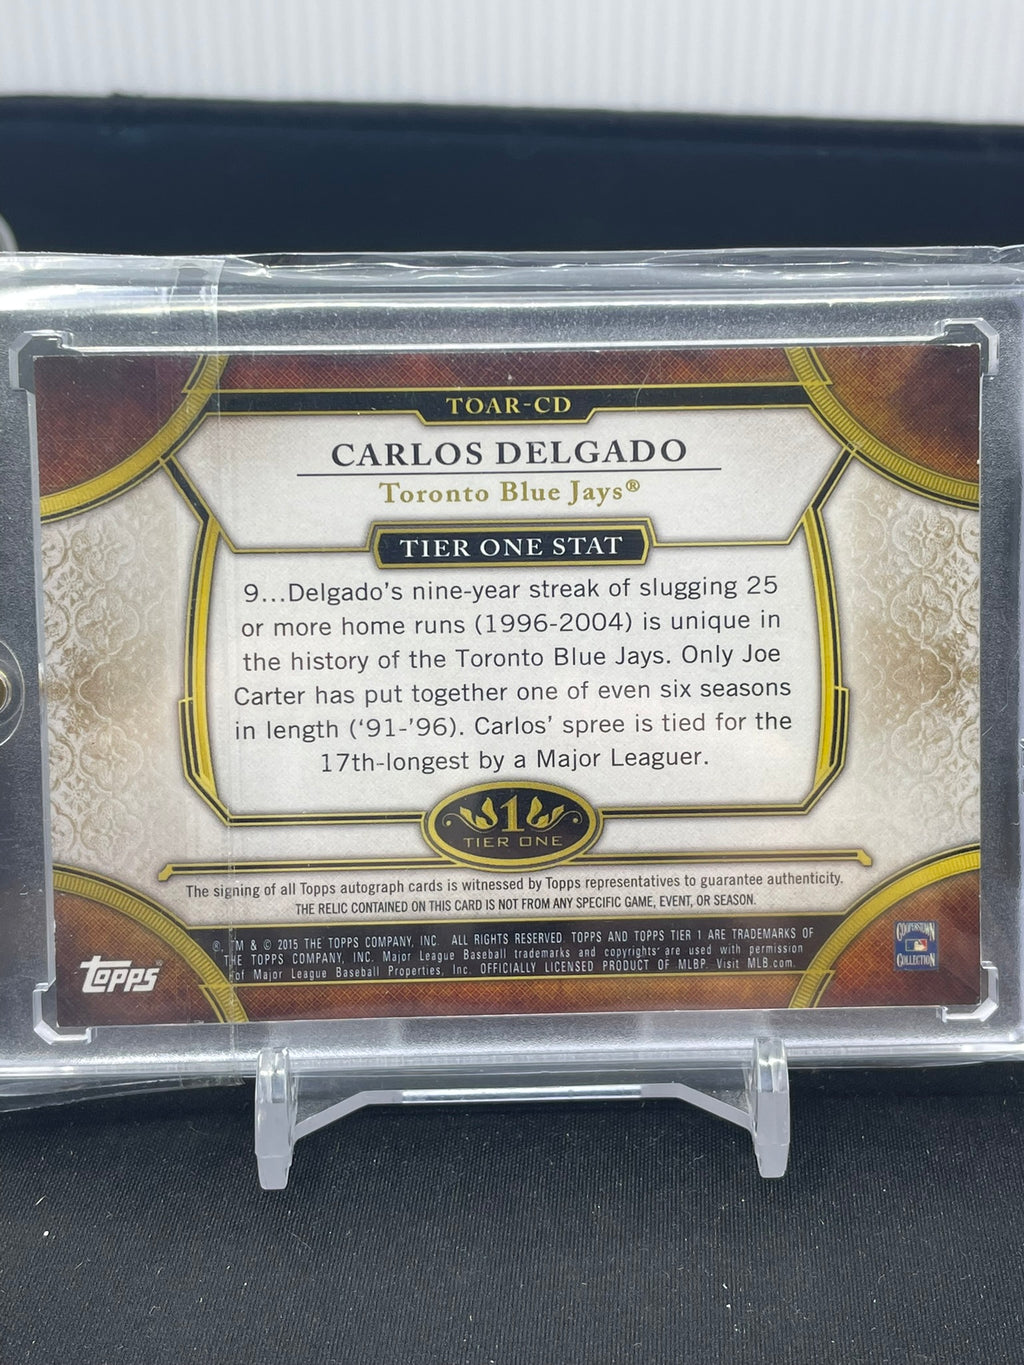 TOAR-CD
CARLOS DELGADO
Toronto Blue Jays®
TIER ONE STAT
9...Delgado's nine-year streak of slugging 25
or more home runs (1996-2004) is unique in
the history of the Toronto Blue Jays. Only Joe
Carter has put together one of even six seasons
in length ('91-'96). Carlos' spree is tied for the
17th-longest by a Major Leaguer.
1
TIER ONE
The signing of all Topps autograph cards is witnessed by Topps representatives to guarantee authenticity.
THE RELIC CONTAINED ON THIS CARD IS NOT FROM ANY SPECIFIC GAME, EVENT, OR SEASON.
®, TM & © 2015 THE TOPPS COMPANY, INC. ALL RIGHTS RESERVED. TOPPS AND TOPPS TIER 1 ARE TRADEMARKS OF
THE TOPPS COMPANY, INC. Major League Baseball trademarks and copyrights are used with permission
of Major League Baseball Properties, Inc. OFFICIALLY LICENSED PRODUCT OF MLBP. Visit MLB.com.
TOPPS®
COOPERSTOWN
COLLECTION